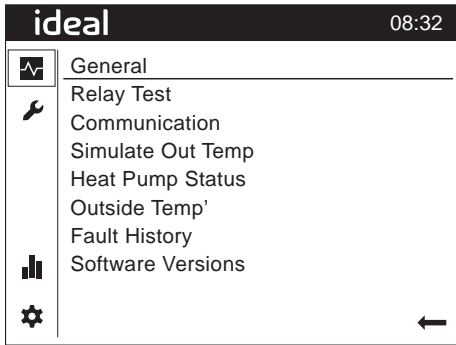 ideal 08:32
General
Relay Test
Communication
Simulate Out Temp
Heat Pump Status
Outside Temp'
Fault History
Software Versions